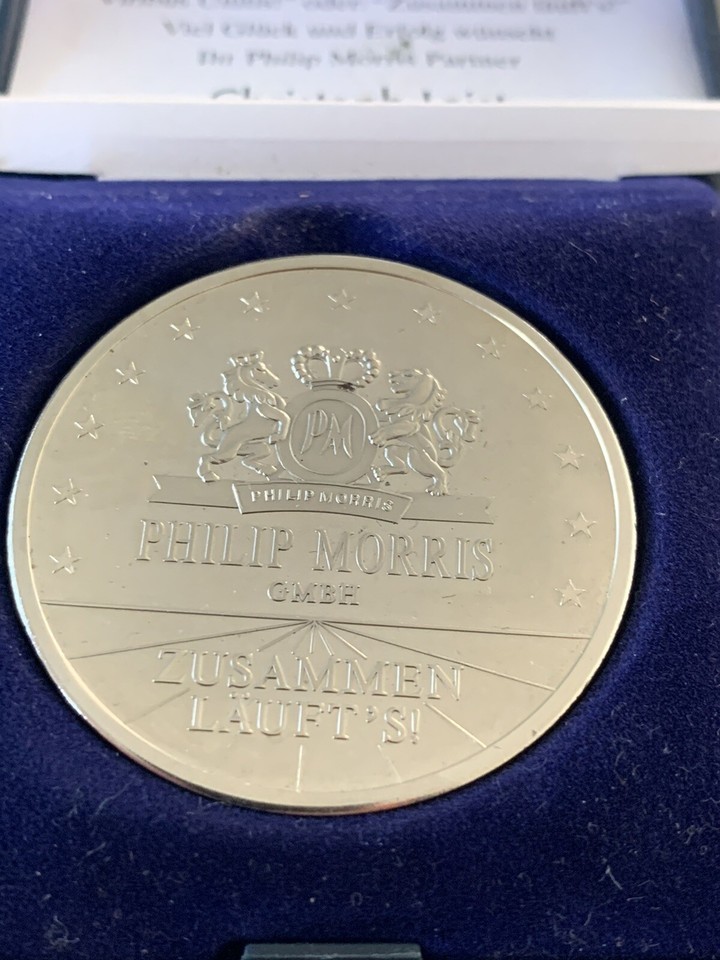 Viel Glück und Erfolg wünscht
Ihr Philip Morris Partner
PM
PHILIP MORRIS
PHILIP MORRIS
GMBH
ZUSAMMEN
LÄUFT'S!